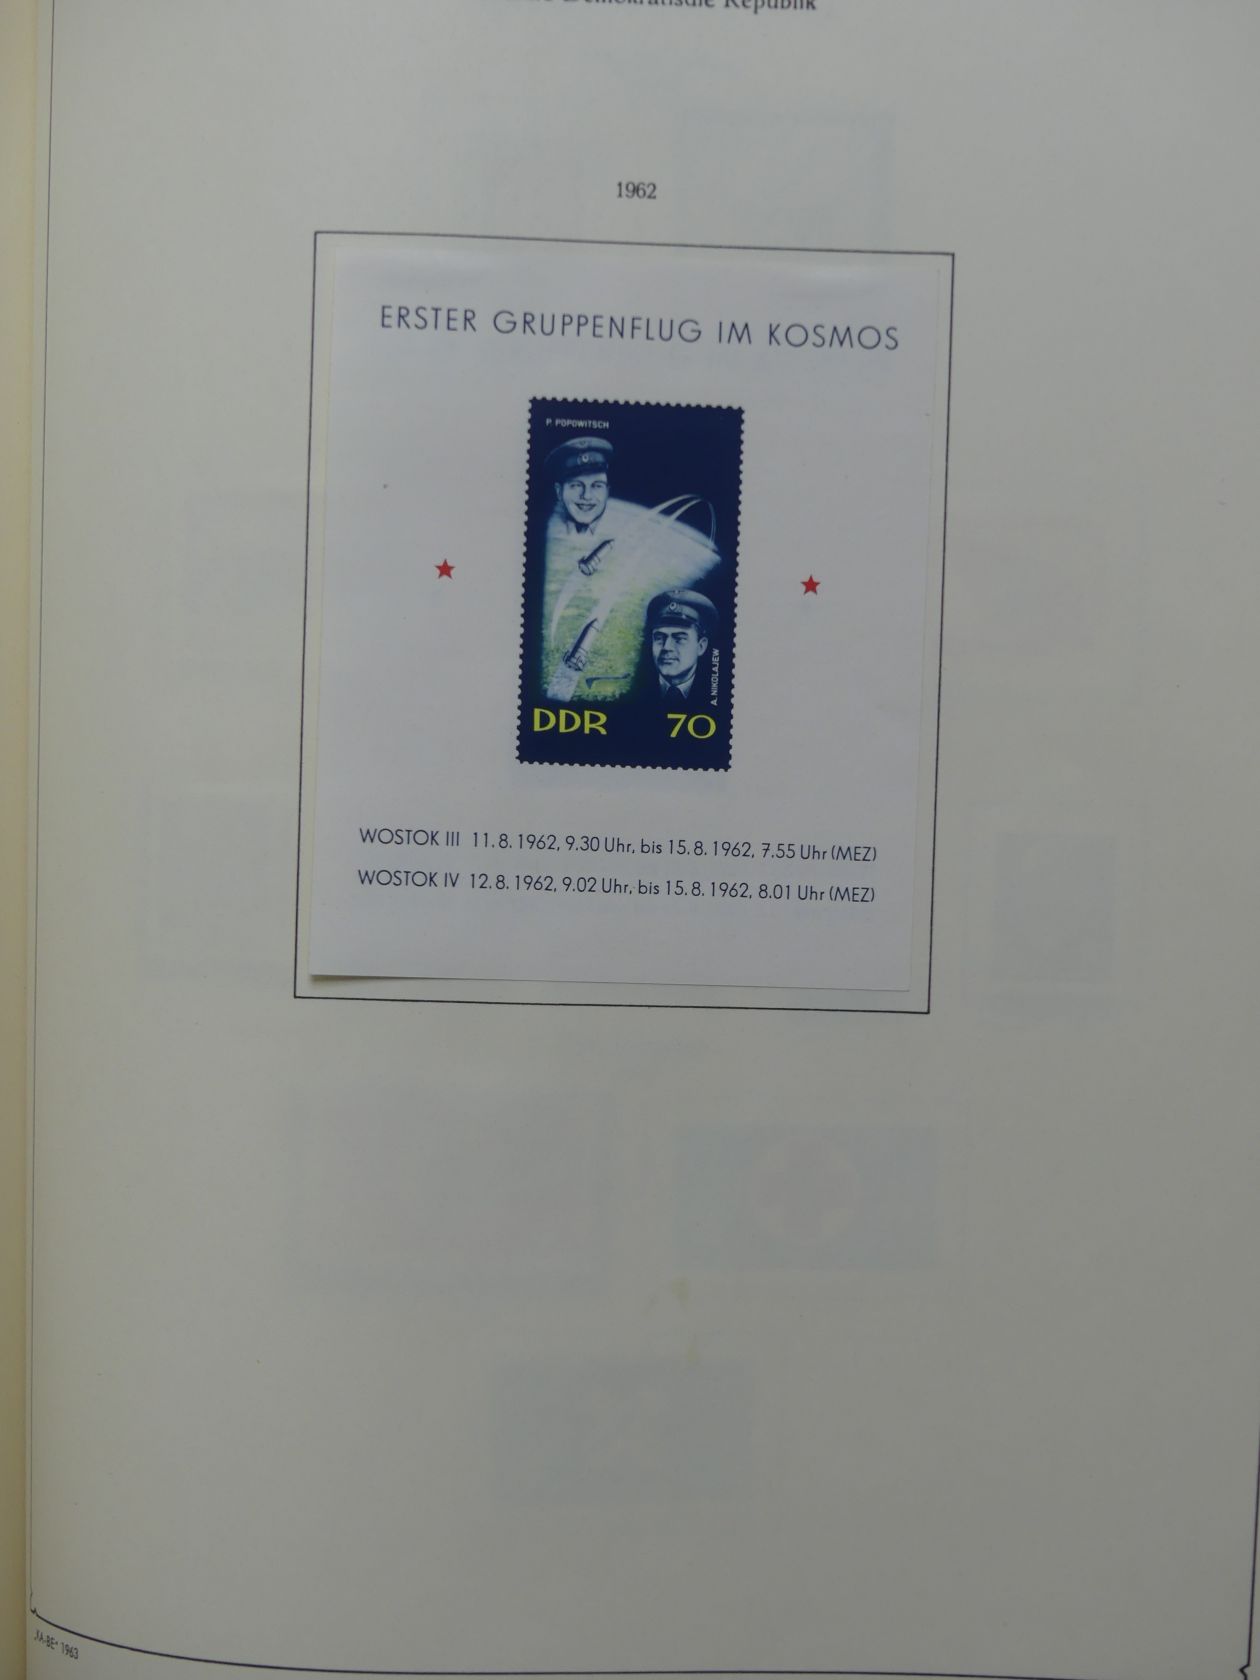 Demokratische Republik
1962
ERSTER GRUPPENFLUG IM KOSMOS
P. POPOWITSCH
A. NIKOLAJEW
DDR 70
WOSTOK III 11.8.1962, 9.30 Uhr, bis 15.8.1962, 7.55 Uhr (MEZ)
WOSTOK IV 12.8.1962, 9.02 Uhr, bis 15.8.1962, 8.01 Uhr (MEZ)
„KA-BE“ 1963